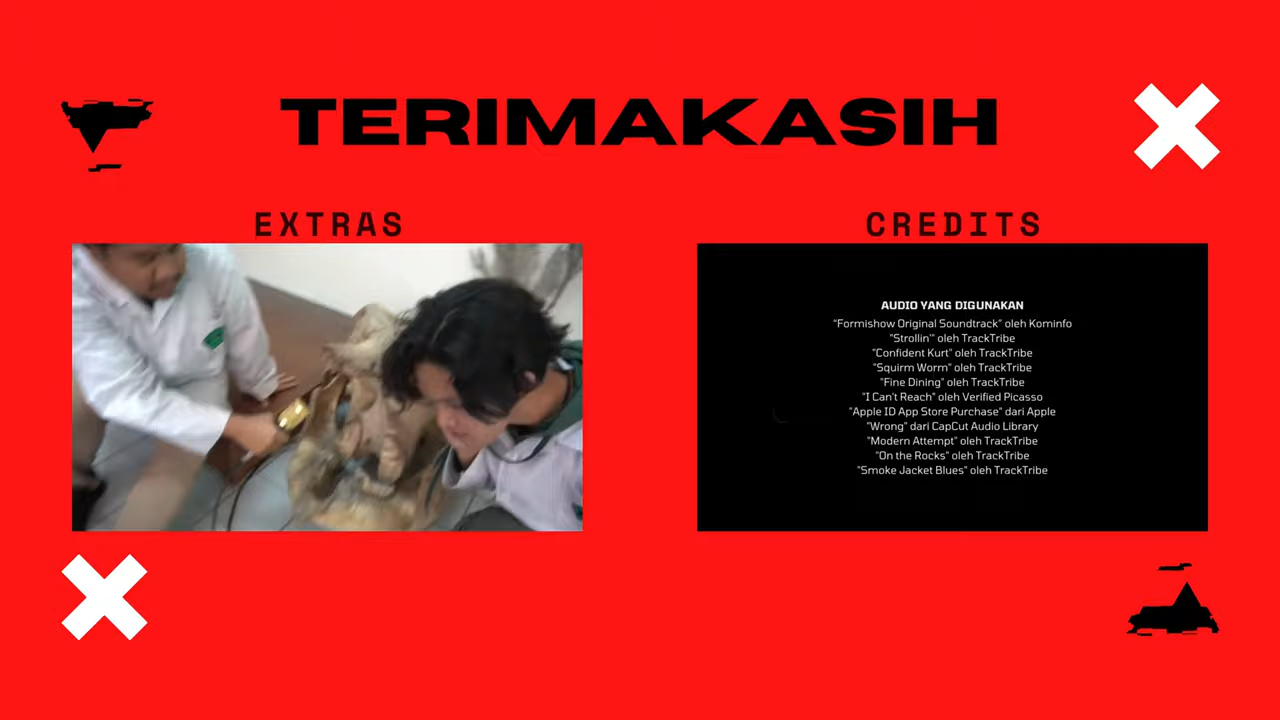 TERIMAKASIH
EXTRAS
CREDITS
AUDIO YANG DIGUNAKAN
"Formishow Original Soundtrack" oleh Kominfo
"Strollin'" oleh TrackTribe
"Confident Kurt" oleh TrackTribe
"Squirm Worm" oleh TrackTribe
"Fine Dining" oleh TrackTribe
"I Can't Reach" oleh Verified Picasso
"Apple ID App Store Purchase" dari Apple
"Wrong" dari CapCut Audio Library
"Modern Attempt" oleh TrackTribe
"On the Rocks" oleh TrackTribe
"Smoke Jacket Blues" oleh TrackTribe